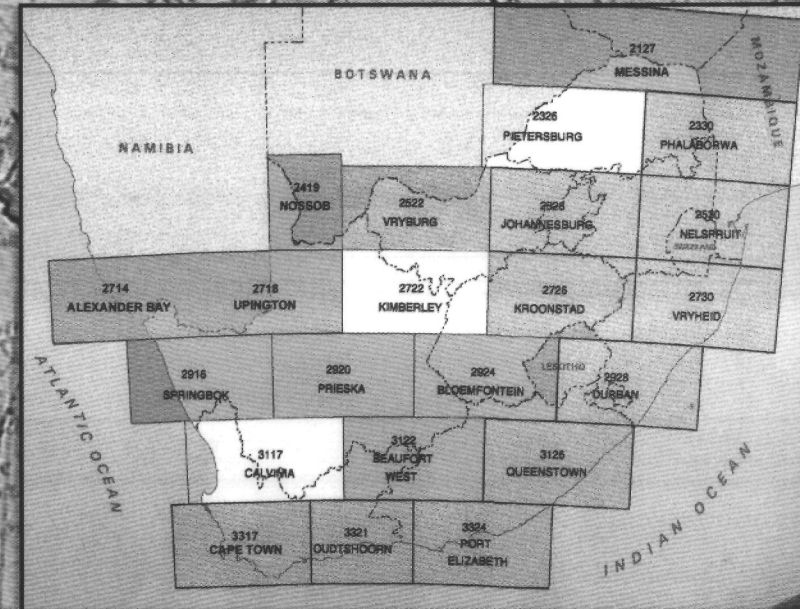 2127
MESSINA
MOZAMBIQUE
BOTSWANA
2326
PIETERSBURG
2330
PHALABORWA
NAMIBIA
2419
NOSSOB
2522
VRYBURG
2526
JOHANNESBURG
2530
NELSPRUIT
SWAZILAND
2714
ALEXANDER BAY
2718
UPINGTON
2722
KIMBERLEY
2726
KROONSTAD
2730
VRYHEID
2916
SPRINGBOK
2920
PRIESKA
2924
BLOEMFONTEIN
LESOTHO
2928
DURBAN
ATLANTIC OCEAN
3117
CALVINIA
3122
BEAUFORT
WEST
3126
QUEENSTOWN
INDIAN OCEAN
3317
CAPE TOWN
3321
OUDTSHOORN
3324
PORT
ELIZABETH